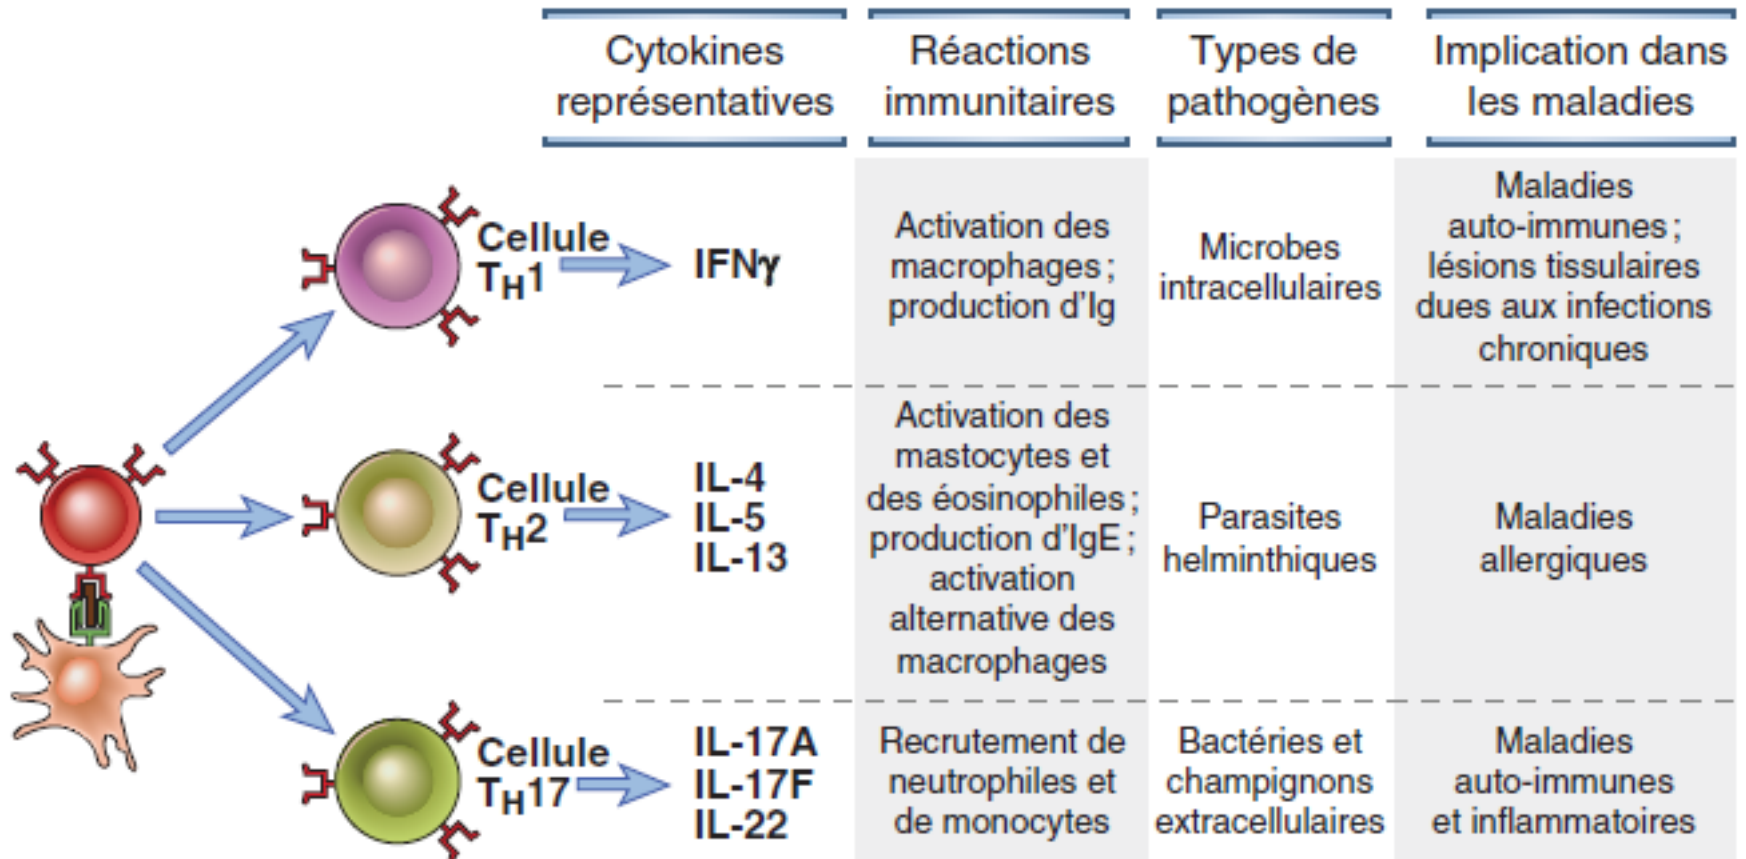 Cytokines
représentatives
Réactions
immunitaires
Types de
pathogènes
Implication dans
les maladies
Cellule
TH1
IFNγ
Activation des
macrophages ;
production d'Ig
Microbes
intracellulaires
Maladies
auto-immunes ;
lésions tissulaires
dues aux infections
chroniques
Cellule
TH2
IL-4
IL-5
IL-13
Activation des
mastocytes et
des éosinophiles ;
production d'IgE ;
activation
alternative des
macrophages
Parasites
helminthiques
Maladies
allergiques
Cellule
TH17
IL-17A
IL-17F
IL-22
Recrutement de
neutrophiles et
de monocytes
Bactéries et
champignons
extracellulaires
Maladies
auto-immunes
et inflammatoires